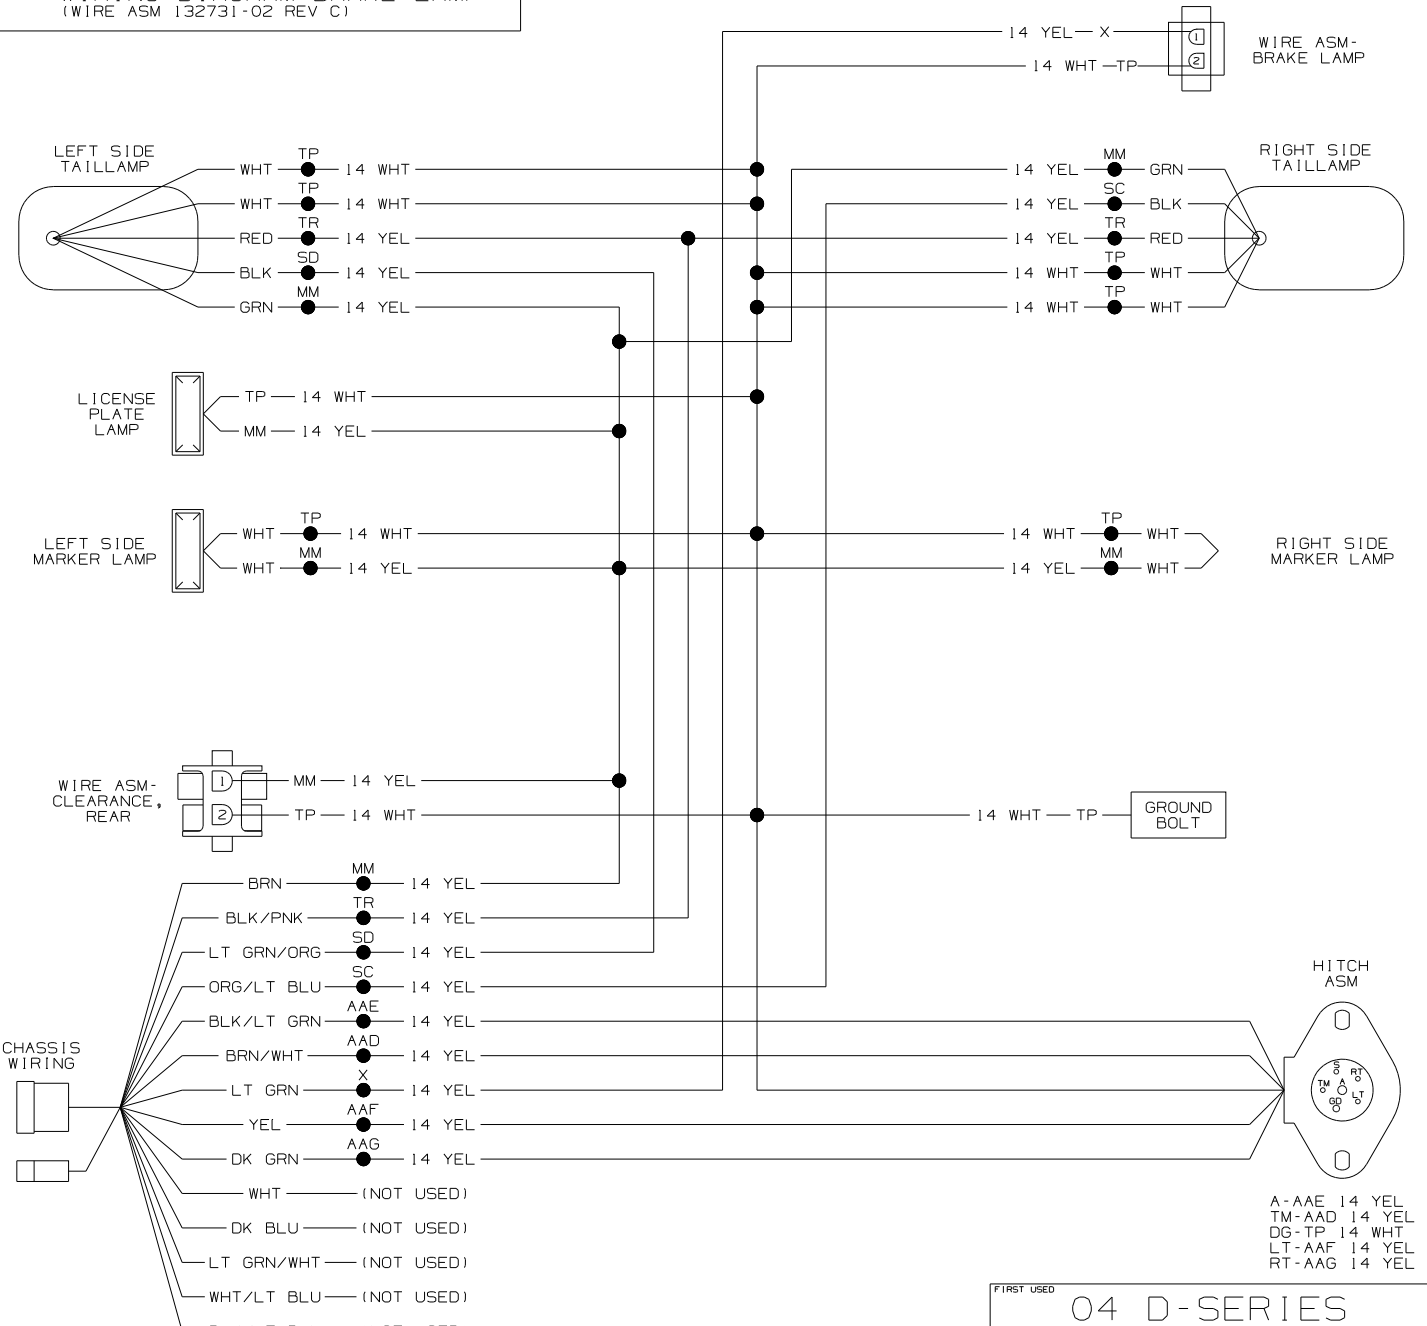 (WIRE ASM 132731-02 REV C)
14 YEL X
1
14 WHT TP
2
WIRE ASM-
BRAKE LAMP
LEFT SIDE
TAILLAMP
WHT TP 14 WHT
WHT TP 14 WHT
RED TR 14 YEL
BLK SD 14 YEL
GRN MM 14 YEL
14 YEL MM GRN
14 YEL SC BLK
14 YEL TR RED
14 WHT TP WHT
14 WHT TP WHT
RIGHT SIDE
TAILLAMP
LICENSE
PLATE
LAMP
TP 14 WHT
MM 14 YEL
LEFT SIDE
MARKER LAMP
WHT TP 14 WHT
WHT MM 14 YEL
14 WHT TP WHT
14 YEL MM WHT
RIGHT SIDE
MARKER LAMP
WIRE ASM-
CLEARANCE,
REAR
1 MM 14 YEL
2 TP 14 WHT
14 WHT TP
GROUND
BOLT
CHASSIS
WIRING
BRN MM 14 YEL
BLK/PNK TR 14 YEL
LT GRN/ORG SD 14 YEL
ORG/LT BLU SC 14 YEL
BLK/LT GRN AAE 14 YEL
BRN/WHT AAD 14 YEL
LT GRN X 14 YEL
YEL AAF 14 YEL
DK GRN AAG 14 YEL
WHT (NOT USED)
DK BLU (NOT USED)
LT GRN/WHT (NOT USED)
WHT/LT BLU (NOT USED)
HITCH
ASM
S
RT
TM A
LT
GD
A-AAE 14 YEL
TM-AAD 14 YEL
DG-TP 14 WHT
LT-AAF 14 YEL
RT-AAG 14 YEL
FIRST USED
04 D-SERIES